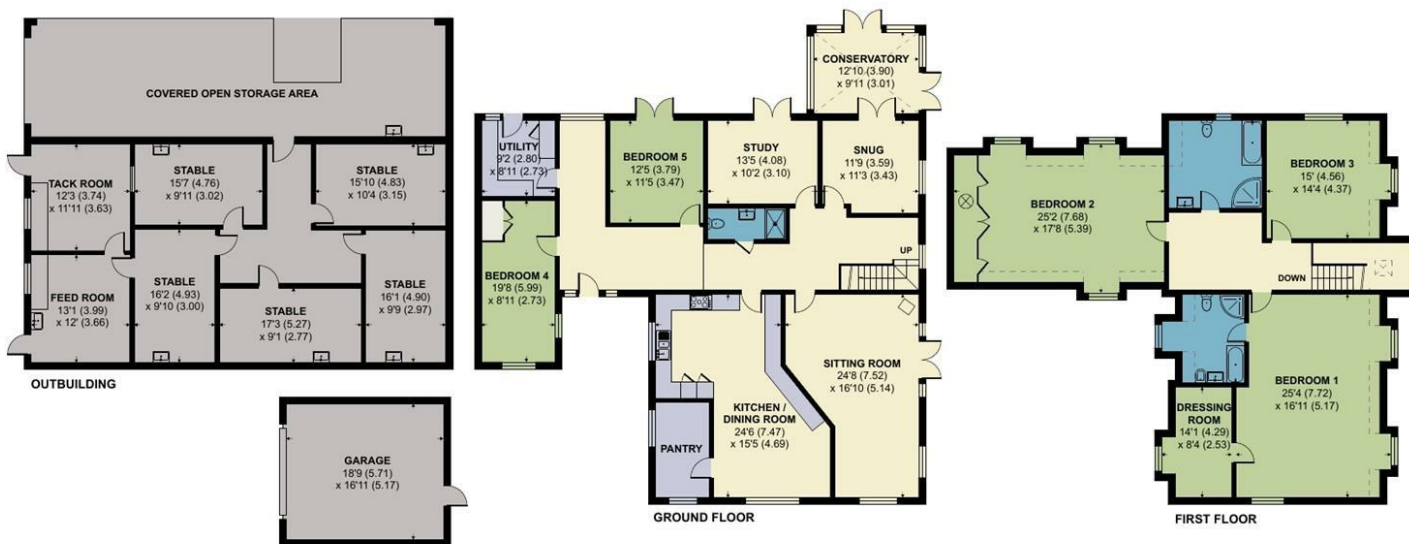 COVERED OPEN STORAGE AREA
TACK ROOM
12'3 (3.74)
x 11'11 (3.63)
STABLE
15'7 (4.76)
x 9'11 (3.02)
STABLE
15'10 (4.83)
x 10'4 (3.15)
FEED ROOM
13'1 (3.99)
x 12' (3.66)
STABLE
16'2 (4.93)
x 9'10 (3.00)
STABLE
17'3 (5.27)
x 9'1 (2.77)
STABLE
16'1 (4.90)
x 9'9 (2.97)
OUTBUILDING
GARAGE
18'9 (5.71)
x 16'11 (5.17)
CONSERVATORY
12'10 (3.90)
x 9'11 (3.01)
UTILITY
9'2 (2.80)
x 8'11 (2.73)
BEDROOM 5
12'5 (3.79)
x 11'5 (3.47)
STUDY
13'5 (4.08)
x 10'2 (3.10)
SNUG
11'9 (3.59)
x 11'3 (3.43)
BEDROOM 4
19'8 (5.99)
x 8'11 (2.73)
UP
KITCHEN /
DINING ROOM
24'6 (7.47)
x 15'5 (4.69)
SITTING ROOM
24'8 (7.52)
x 16'10 (5.14)
PANTRY
GROUND FLOOR
BEDROOM 2
25'2 (7.68)
x 17'8 (5.39)
BEDROOM 3
15' (4.56)
x 14'4 (4.37)
DOWN
BEDROOM 1
25'4 (7.72)
x 16'11 (5.17)
DRESSING
ROOM
14'1 (4.29)
x 8'4 (2.53)
FIRST FLOOR